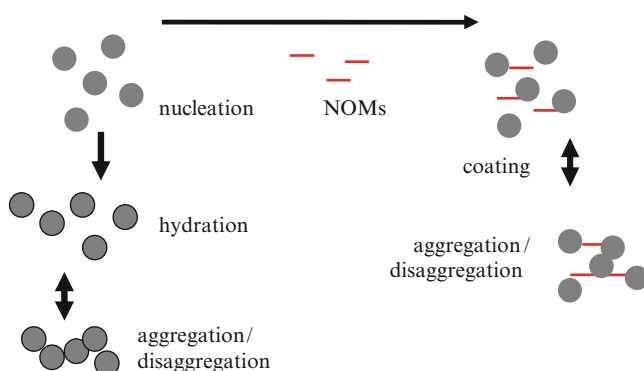 nucleation
NOMs
coating
hydration
aggregation/
disaggregation
aggregation/
disaggregation